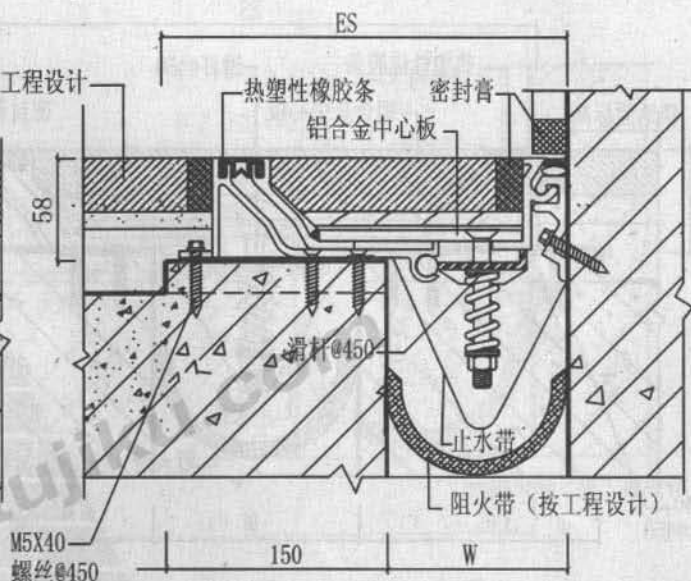 ES
工程设计
热塑性橡胶条
密封膏
铝合金中心板
58
滑杆@450
止水带
阻火带（按工程设计）
M5X40
螺丝@450
150
W
tujiku.com